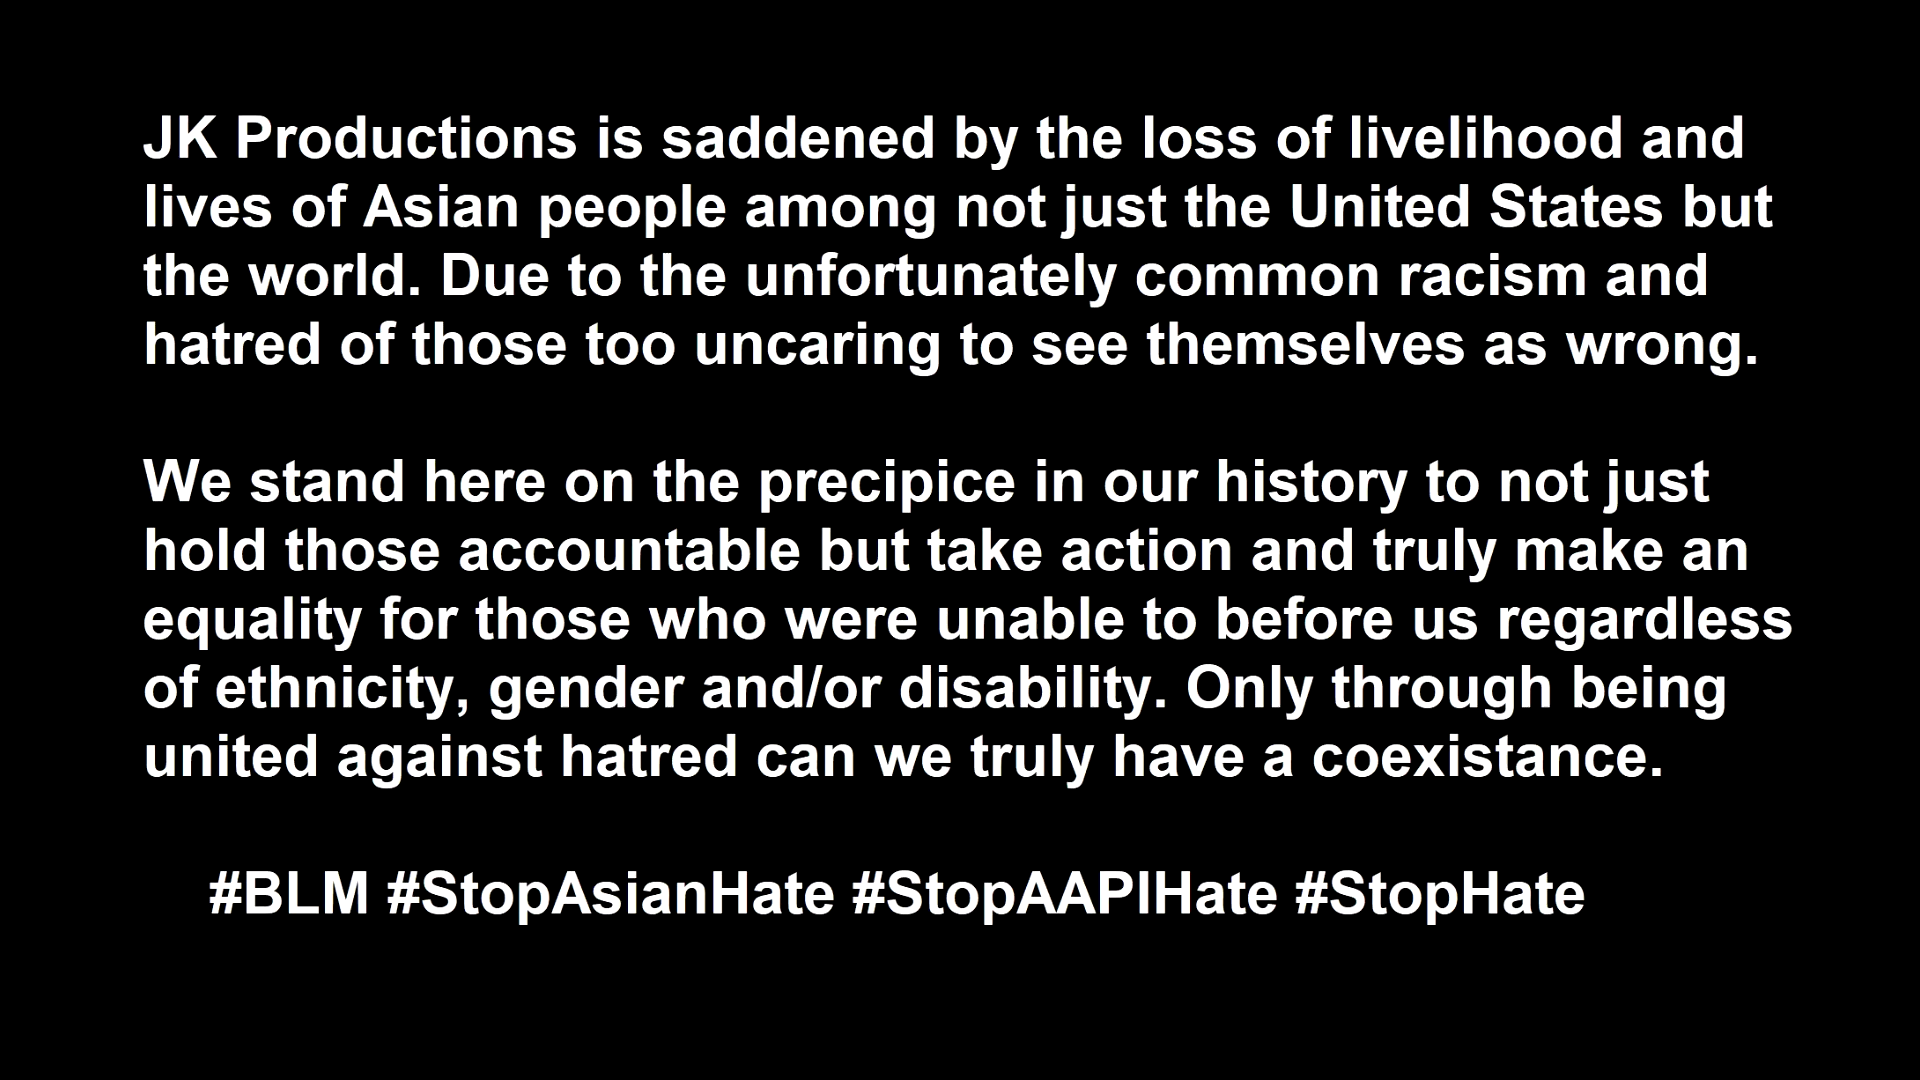 JK Productions is saddened by the loss of livelihood and
lives of Asian people among not just the United States but
the world. Due to the unfortunately common racism and
hatred of those too uncaring to see themselves as wrong.
We stand here on the precipice in our history to not just
hold those accountable but take action and truly make an
equality for those who were unable to before us regardless
of ethnicity, gender and/or disability. Only through being
united against hatred can we truly have a coexistance.
#BLM #StopAsianHate #StopAAPIHate #StopHate